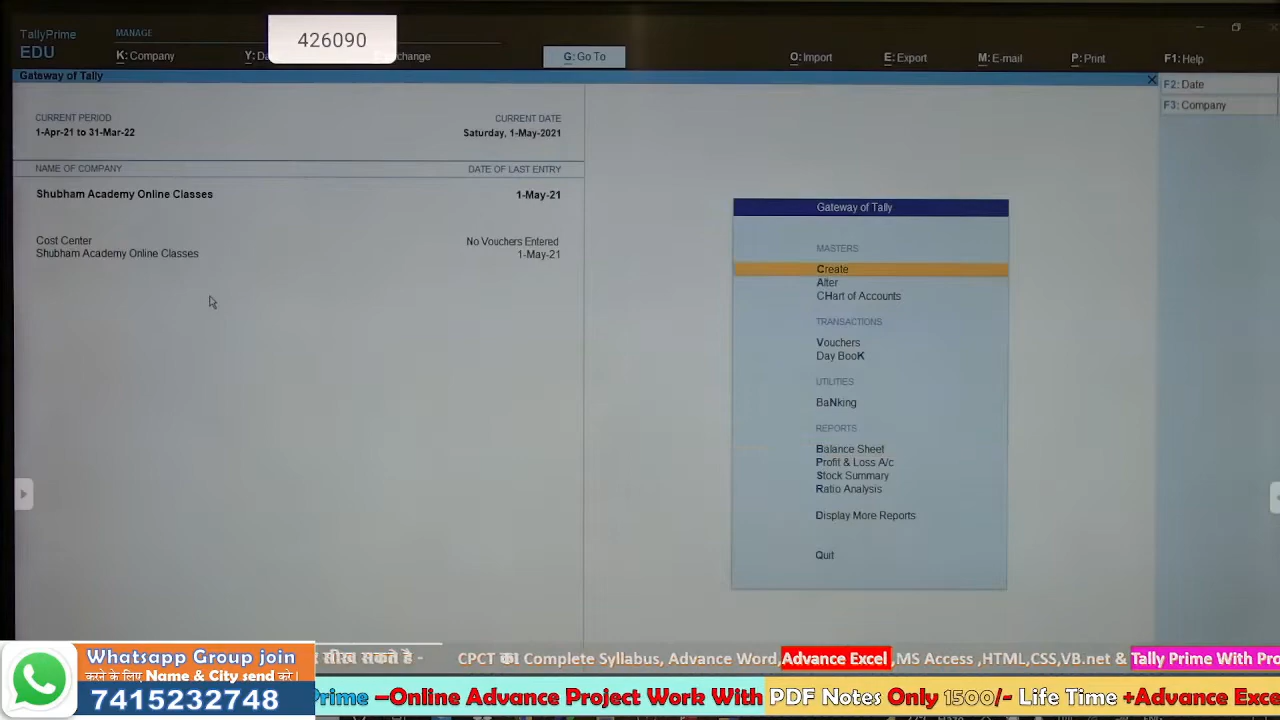 TallyPrime
EDU
MANAGE
K: Company
Y: Da
change
G: Go To
O: Import
E: Export
M: E-mail
P: Print
F1: Help
426090
Gateway of Tally
F2: Date
F3: Company
CURRENT PERIOD
1-Apr-21 to 31-Mar-22
CURRENT DATE
Saturday, 1-May-2021
NAME OF COMPANY
DATE OF LAST ENTRY
Shubham Academy Online Classes
1-May-21
Cost Center
No Vouchers Entered
Shubham Academy Online Classes
1-May-21
Gateway of Tally
MASTERS
Create
Alter
CHart of Accounts
TRANSACTIONS
Vouchers
Day BooK
UTILITIES
BaNking
REPORTS
Balance Sheet
Profit & Loss A/c
Stock Summary
Ratio Analysis
Display More Reports
Quit
Whatsapp Group join
करने के लिए Name & City send करे।
7415232748
सीख सकते है - CPCT का Complete Syllabus, Advance Word, Advance Excel ,MS Access ,HTML,CSS,VB.net & Tally Prime With Pro
Prime –Online Advance Project Work With PDF Notes Only 1500/- Life Time +Advance Exce